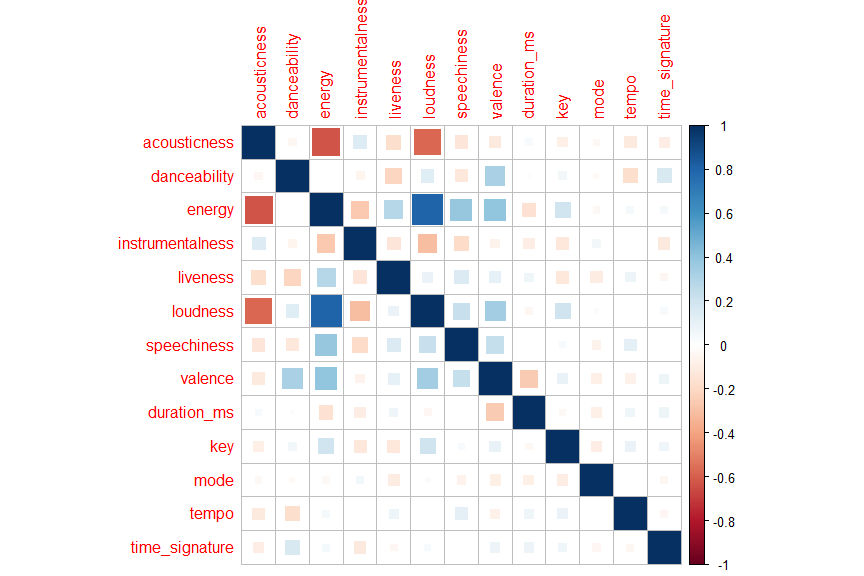 acousticness
danceability
energy
instrumentalness
liveness
loudness
speechiness
valence
duration_ms
key
mode
tempo
time_signature
acousticness
danceability
energy
instrumentalness
liveness
loudness
speechiness
valence
duration_ms
key
mode
tempo
time_signature
1
0.8
0.6
0.4
0.2
0
-0.2
-0.4
-0.6
-0.8
-1